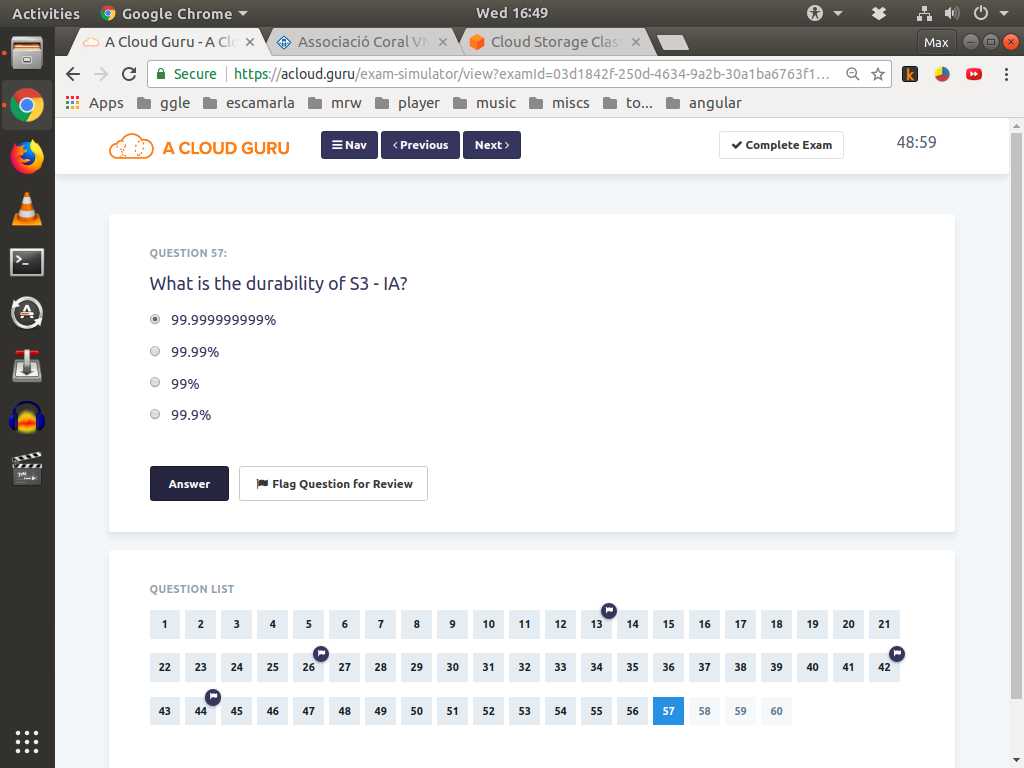 Activities Google Chrome Wed 16:49
A Cloud Guru - A Clo Associació Coral VN Cloud Storage Class Max
Secure https://acloud.guru/exam-simulator/view?examId=03d1842f-250d-4634-9a2b-30a1ba6763f1...
Apps ggle escamarla mrw player music miscs to... angular
A CLOUD GURU Nav Previous Next Complete Exam 48:59
QUESTION 57:
What is the durability of S3 - IA?
99.999999999%
99.99%
99%
99.9%
Answer Flag Question for Review
QUESTION LIST
1 2 3 4 5 6 7 8 9 10 11 12 13 14 15 16 17 18 19 20 21
22 23 24 25 26 27 28 29 30 31 32 33 34 35 36 37 38 39 40 41 42
43 44 45 46 47 48 49 50 51 52 53 54 55 56 57 58 59 60